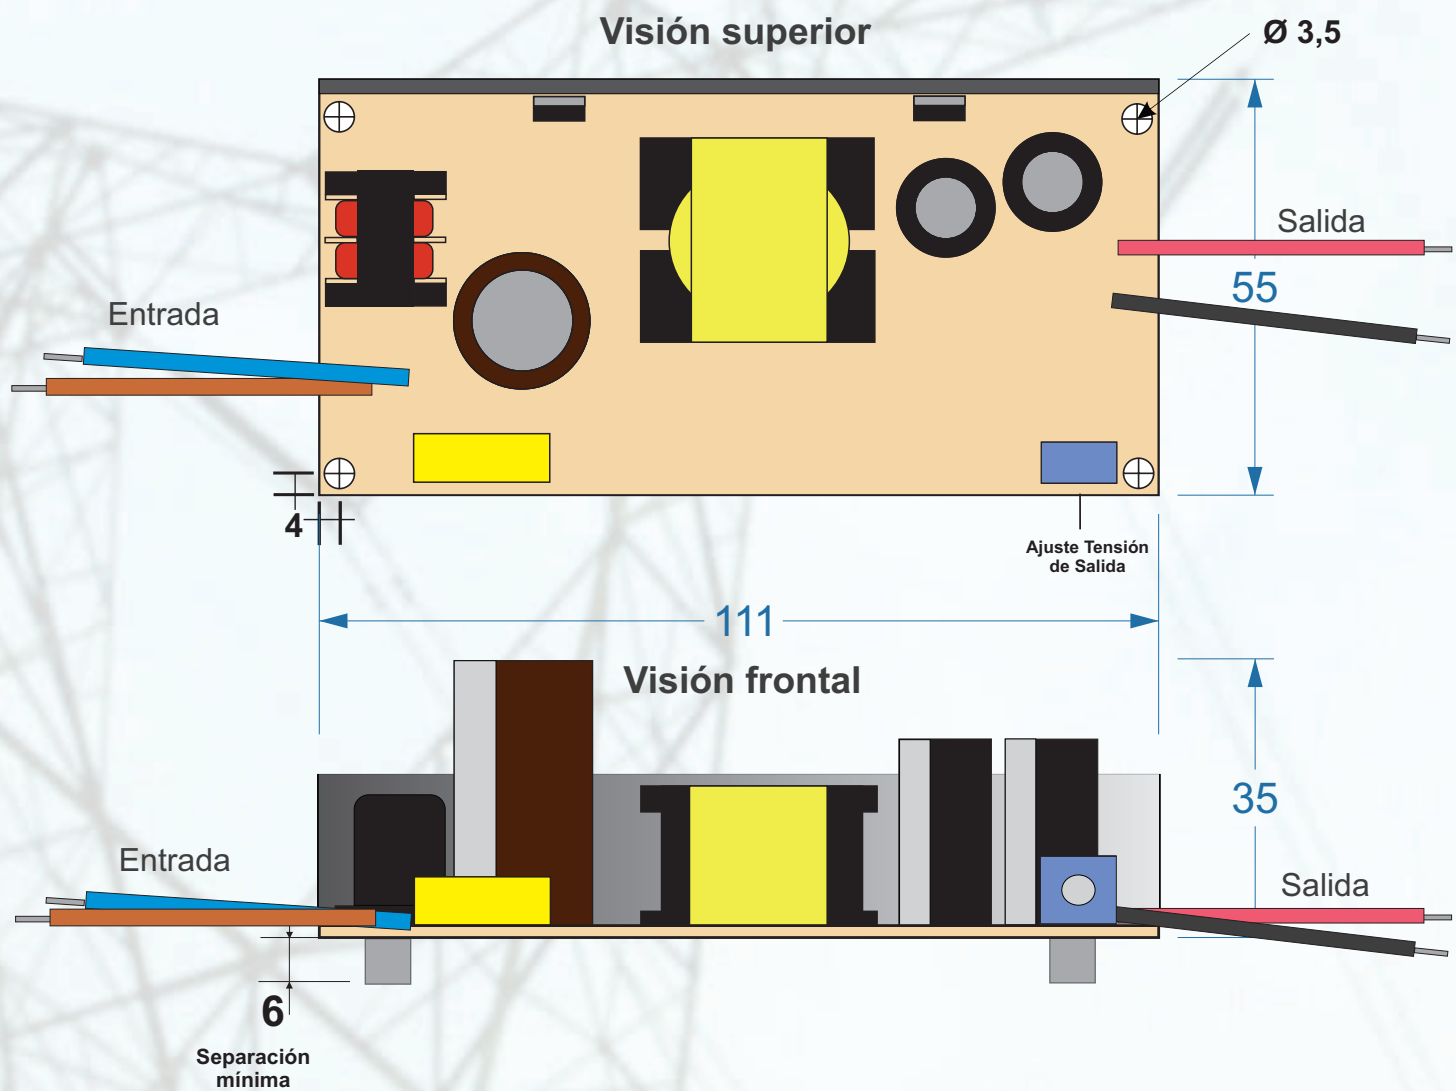 Visión superior
Ø 3,5
Salida
55
Entrada
4
Ajuste Tensión
de Salida
111
Visión frontal
35
Entrada
Salida
6
Separación
mínima